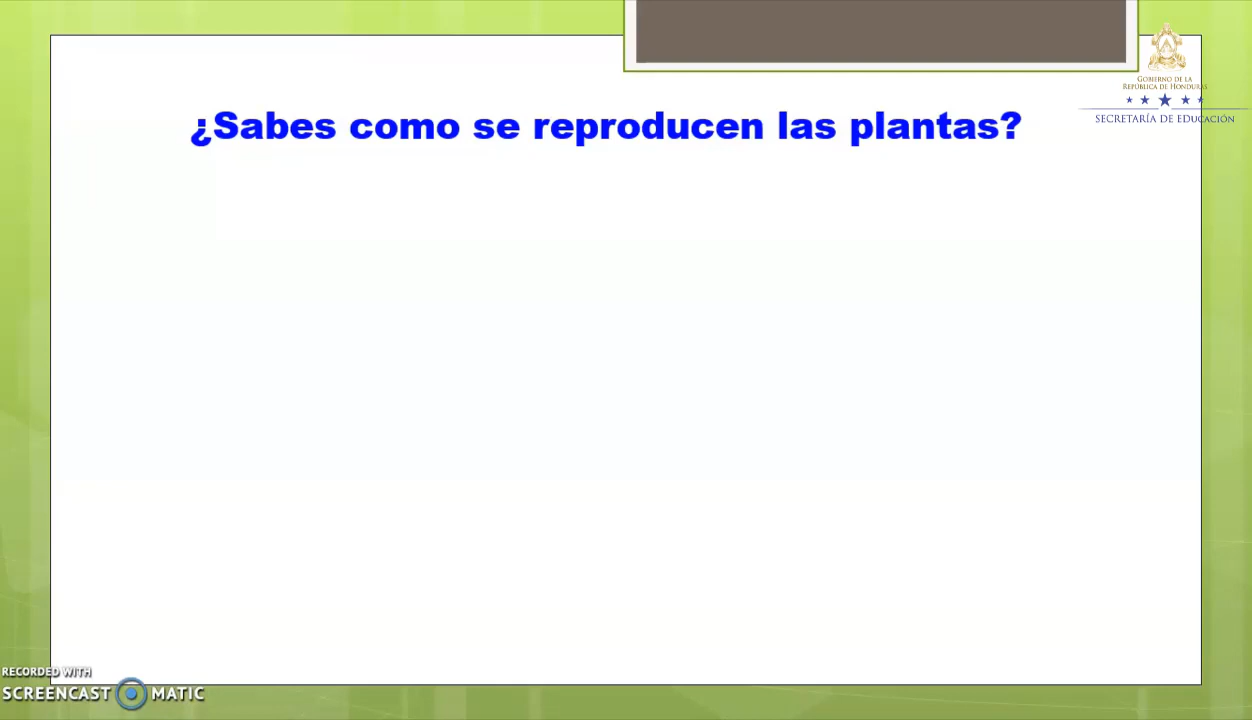 GOBIERNO DE LA
REPÚBLICA DE HONDURAS
SECRETARÍA DE EDUCACIÓN
¿Sabes como se reproducen las plantas?
RECORDED WITH
SCREENCAST MATIC